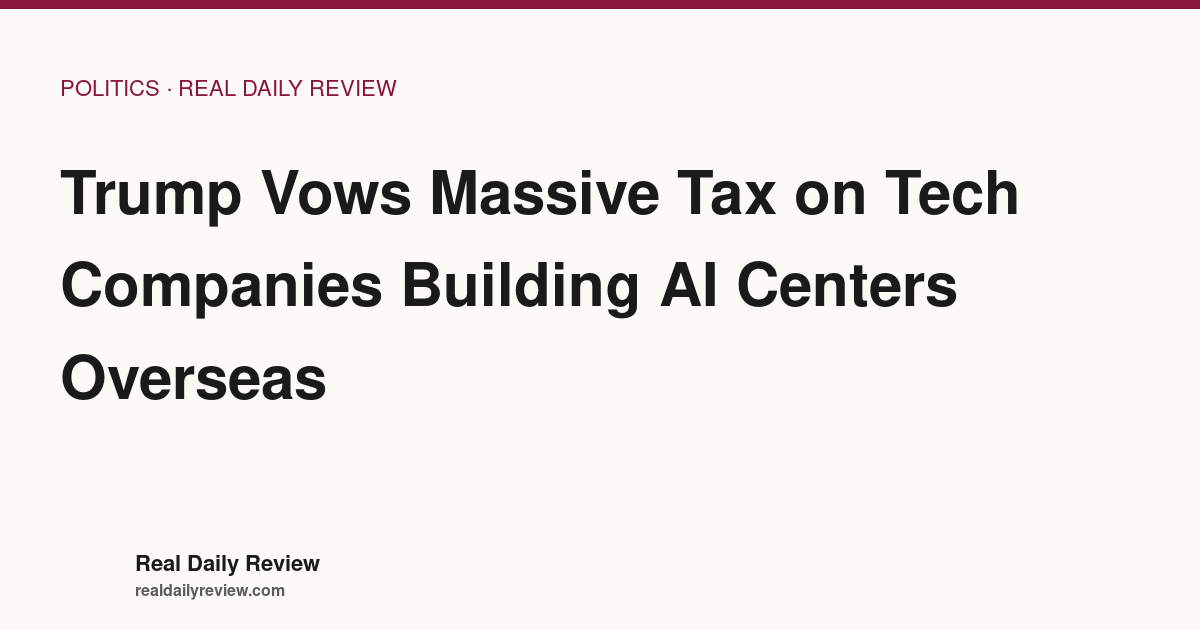 POLITICS · REAL DAILY REVIEW
Trump Vows Massive Tax on Tech
Companies Building AI Centers
Overseas
Real Daily Review
realdailyreview.com